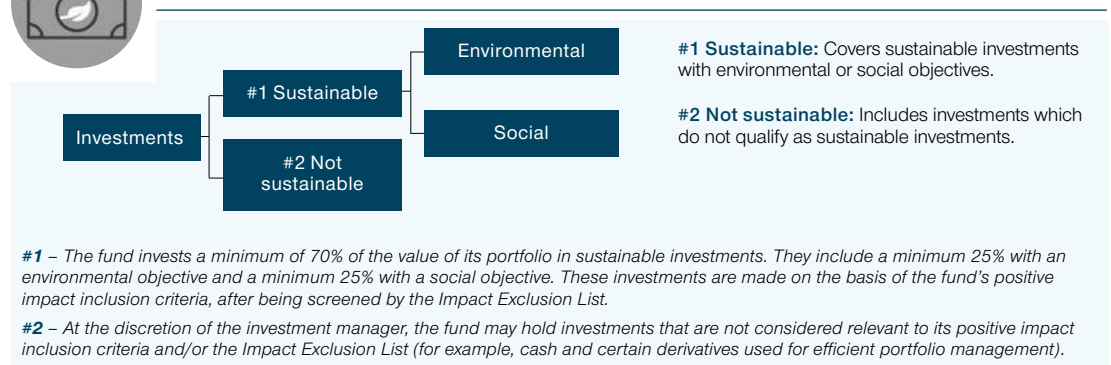 Environmental
#1 Sustainable
Investments
Social
#2 Not
sustainable
#1 Sustainable: Covers sustainable investments
with environmental or social objectives.
#2 Not sustainable: Includes investments which
do not qualify as sustainable investments.
#1 – The fund invests a minimum of 70% of the value of its portfolio in sustainable investments. They include a minimum 25% with an
environmental objective and a minimum 25% with a social objective. These investments are made on the basis of the fund’s positive
impact inclusion criteria, after being screened by the Impact Exclusion List.
#2 – At the discretion of the investment manager, the fund may hold investments that are not considered relevant to its positive impact
inclusion criteria and/or the Impact Exclusion List (for example, cash and certain derivatives used for efficient portfolio management).